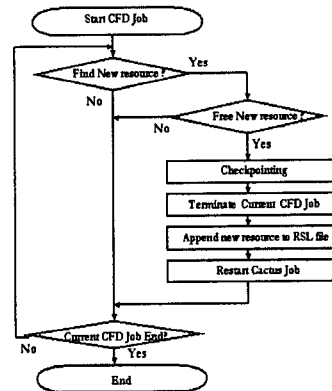 Start CFD Job
Find New resource ?
Yes
No
Free New resource ?
No
Yes
Checkpointing
Terminate Current CFD Job
Append new resource to RSL file
Restart Cactus Job
Current CFD Job End?
No
Yes
End